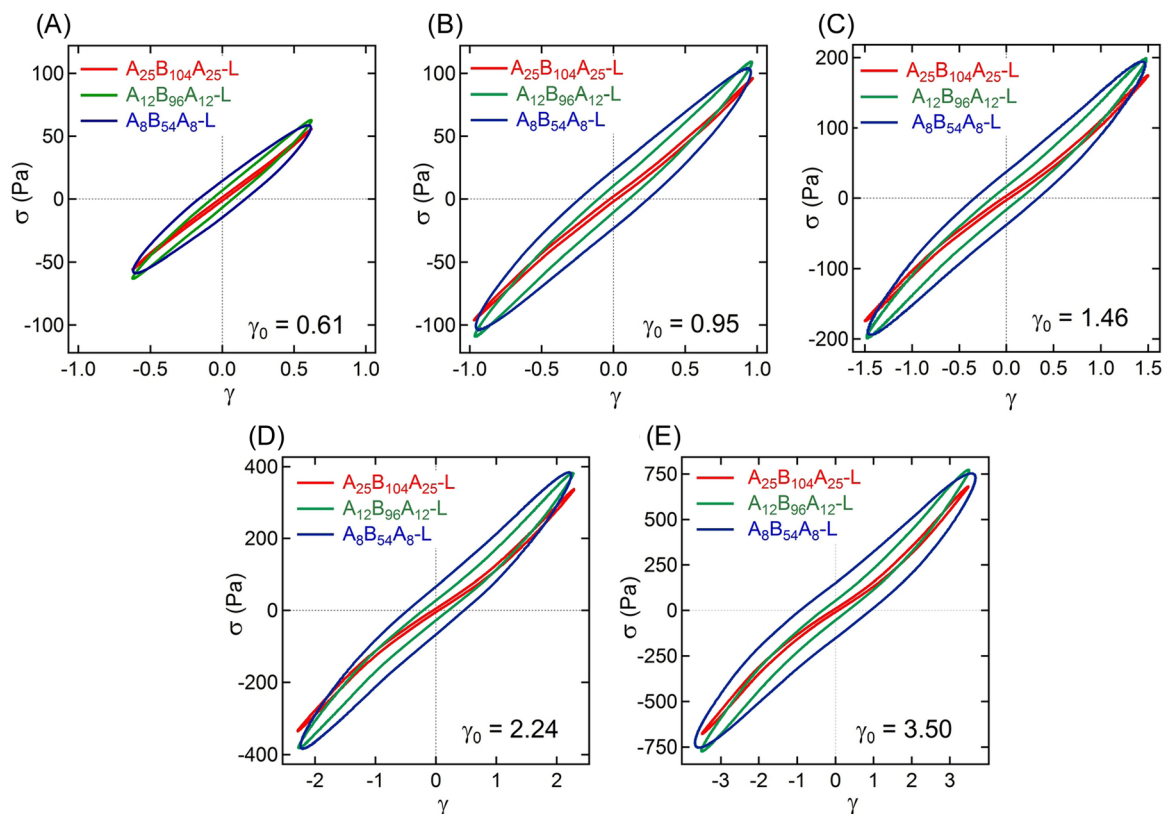 (A)
A25B104A25-L
A12B96A12-L
A8B54A8-L
100
50
0
-50
-100
σ (Pa)
γ0 = 0.61
-1.0 -0.5 0.0 0.5 1.0
γ
(B)
A25B104A25-L
A12B96A12-L
A8B54A8-L
100
50
0
-50
-100
σ (Pa)
γ0 = 0.95
-1.0 -0.5 0.0 0.5 1.0
γ
(C)
A25B104A25-L
A12B96A12-L
A8B54A8-L
200
100
0
-100
-200
σ (Pa)
γ0 = 1.46
-1.5 -1.0 -0.5 0.0 0.5 1.0 1.5
γ
(D)
A25B104A25-L
A12B96A12-L
A8B54A8-L
400
200
0
-200
-400
σ (Pa)
γ0 = 2.24
-2 -1 0 1 2
γ
(E)
A25B104A25-L
A12B96A12-L
A8B54A8-L
750
500
250
0
-250
-500
-750
σ (Pa)
γ0 = 3.50
-3 -2 -1 0 1 2 3
γ